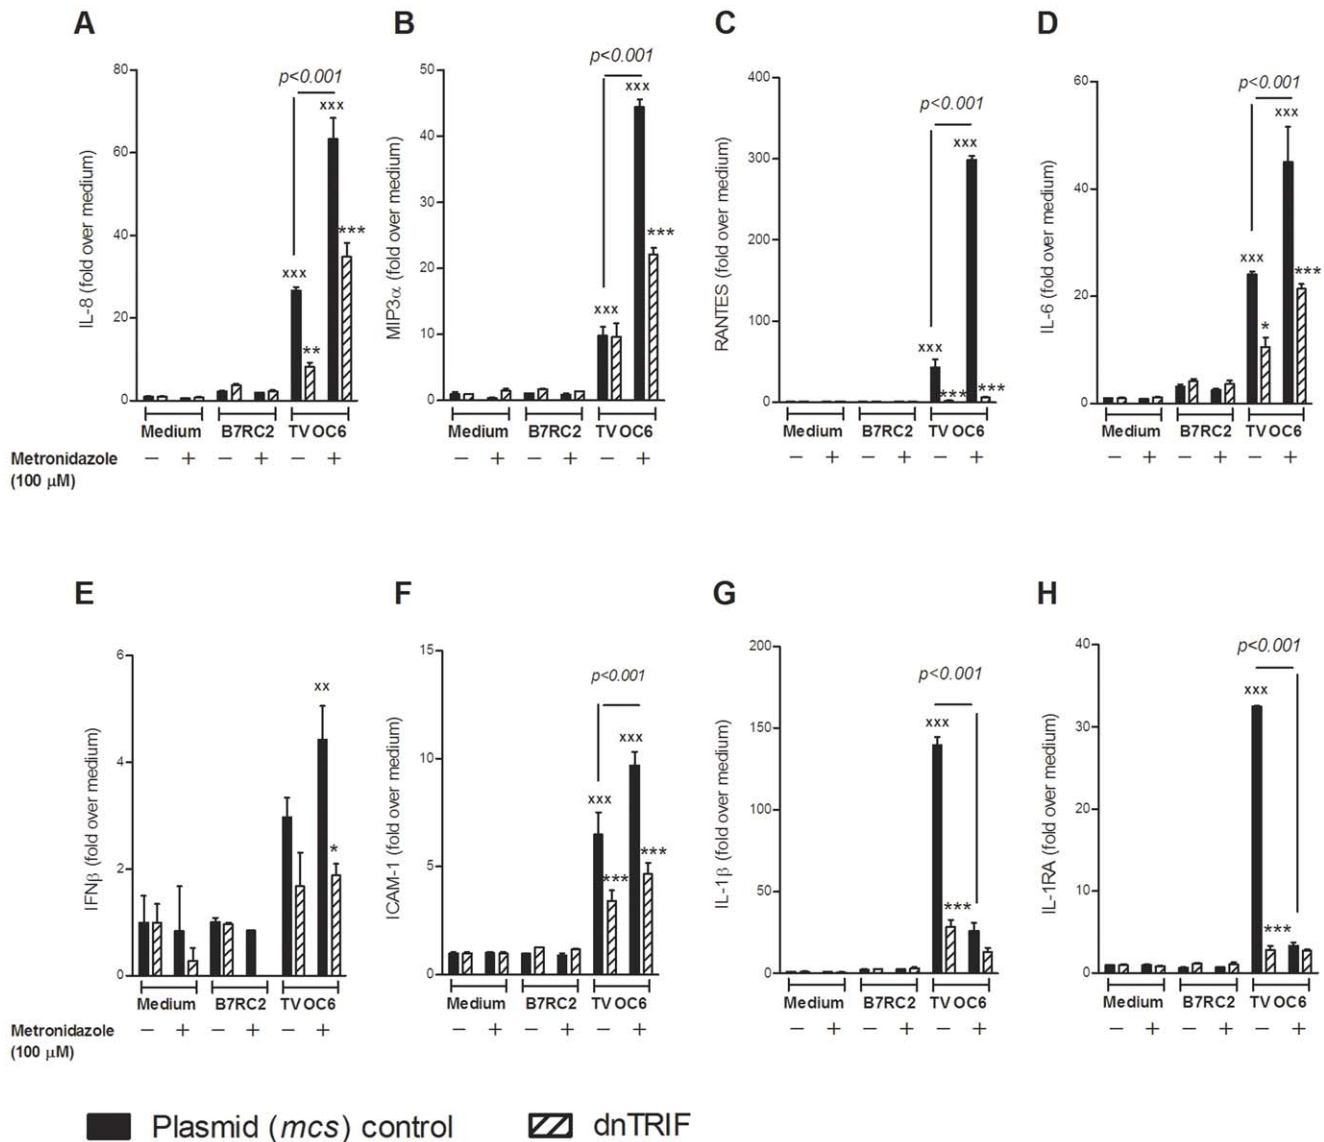 A
B
C
D
IL-8 (fold over medium)
80
60
40
20
0
p<0.001
xxx
xxx
**
***
Medium
B7RC2
TV OC6
MIP3α (fold over medium)
50
40
30
20
10
0
p<0.001
xxx
xxx
***
Medium
B7RC2
TV OC6
RANTES (fold over medium)
400
300
200
100
0
p<0.001
xxx
xxx
***
***
Medium
B7RC2
TV OC6
IL-6 (fold over medium)
60
40
20
0
p<0.001
xxx
xxx
*
***
Medium
B7RC2
TV OC6
Metronidazole
(100 μM)
− + − + − +
− + − + − +
− + − + − +
− + − + − +
E
F
G
H
IFNβ (fold over medium)
6
4
2
0
xx
*
Medium
B7RC2
TV OC6
ICAM-1 (fold over medium)
15
10
5
0
p<0.001
xxx
xxx
***
***
Medium
B7RC2
TV OC6
IL-1β (fold over medium)
200
150
100
50
0
p<0.001
xxx
***
Medium
B7RC2
TV OC6
IL-1RA (fold over medium)
40
30
20
10
0
p<0.001
xxx
***
Medium
B7RC2
TV OC6
Metronidazole
(100 μM)
− + − + − +
− + − + − +
− + − + − +
− + − + − +
Plasmid (mcs) control
dnTRIF